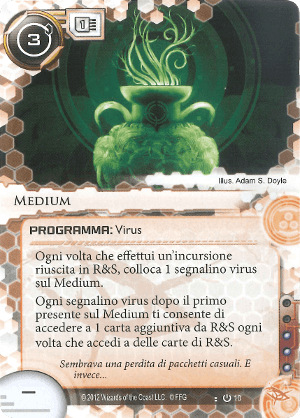 3
1
Illus. Adam S. Doyle
MEDIUM
PROGRAMMA: Virus
Ogni volta che effettui un'incursione
riuscita in R&S, colloca 1 segnalino virus
sul Medium.
Ogni segnalino virus dopo il primo
presente sul Medium ti consente di
accedere a 1 carta aggiuntiva da R&S ogni
volta che accedi a delle carte di R&S.
Sembrava una perdita di pacchetti casuali. E
invece...
–
© 2012 Wizards of the Coast LLC. © FFG
10